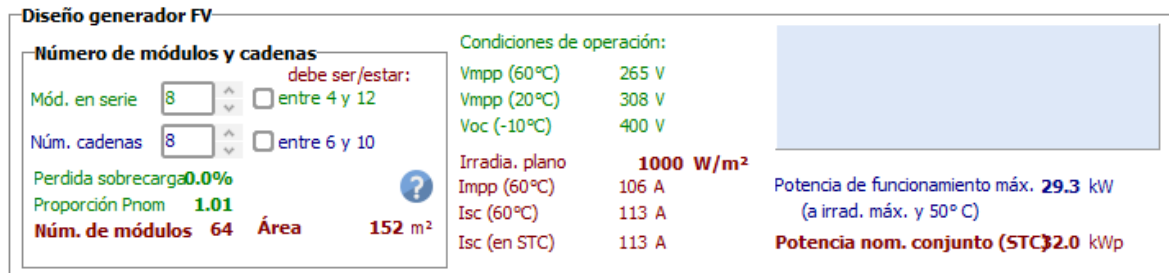 Diseño generador FV
Número de módulos y cadenas
debe ser/estar:
Mód. en serie 8 entre 4 y 12
Núm. cadenas 8 entre 6 y 10
Perdida sobrecarga 0.0%
Proporción Pnom 1.01
Núm. de módulos 64 Área 152 m²
?
Condiciones de operación:
Vmpp (60°C) 265 V
Vmpp (20°C) 308 V
Voc (-10°C) 400 V
Irradia. plano 1000 W/m²
Impp (60°C) 106 A
Isc (60°C) 113 A
Isc (en STC) 113 A
Potencia de funcionamiento máx. 29.3 kW
(a irrad. máx. y 50° C)
Potencia nom. conjunto (STC) 32.0 kWp